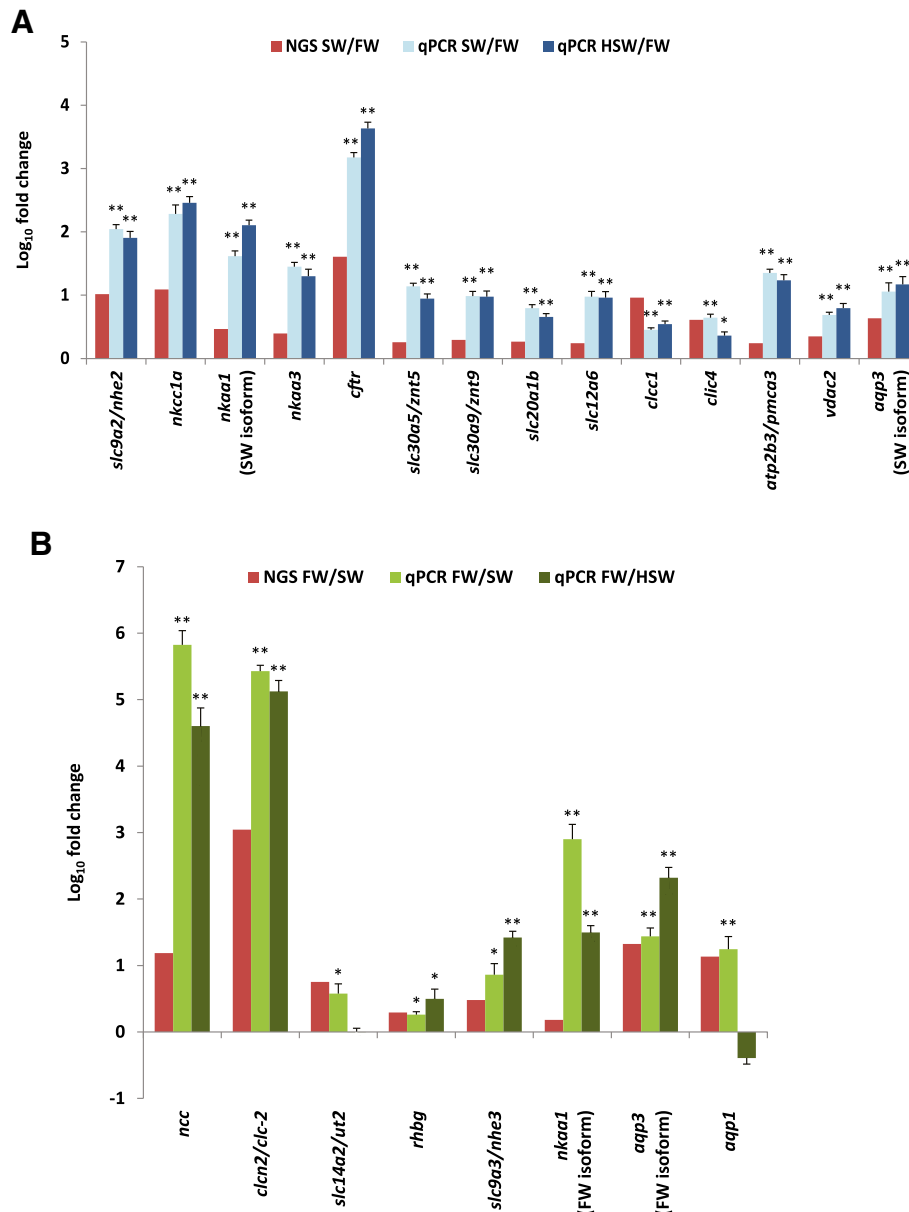 A
NGS SW/FW qPCR SW/FW qPCR HSW/FW
Log10 fold change
5
4
3
2
1
0
** ** ** ** ** ** ** ** ** ** ** ** ** ** ** ** ** ** ** ** ** * ** ** ** ** ** **
slc9a2/nhe2
nkcc1a
nkaa1
(SW isoform)
nkaa3
cftr
slc30a5/znt5
slc30a9/znt9
slc20a1b
slc12a6
clcc1
clic4
atp2b3/pmca3
vdac2
aqp3
(SW isoform)
B
NGS FW/SW qPCR FW/SW qPCR FW/HSW
Log10 fold change
7
6
5
4
3
2
1
0
-1
** ** ** ** * * * * ** ** ** ** ** **
ncc
clcn2/clc-2
slc14a2/ut2
rhbg
slc9a3/nhe3
nkaa1
(FW isoform)
aqp3
(FW isoform)
aqp1